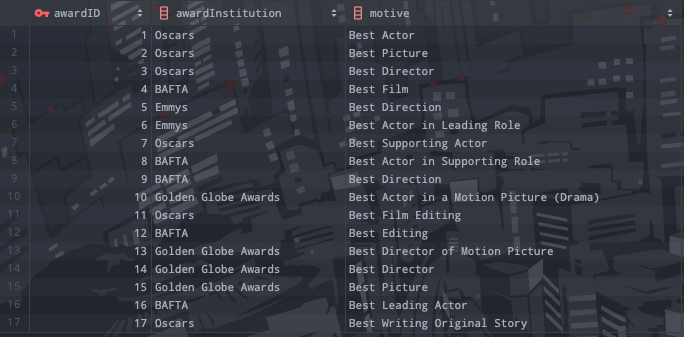 awardID awardInstitution motive
1 1 Oscars Best Actor
2 2 Oscars Best Picture
3 3 Oscars Best Director
4 4 BAFTA Best Film
5 5 Emmys Best Direction
6 6 Emmys Best Actor in Leading Role
7 7 Oscars Best Supporting Actor
8 8 BAFTA Best Actor in Supporting Role
9 9 BAFTA Best Direction
10 10 Golden Globe Awards Best Actor in a Motion Picture (Drama)
11 11 Oscars Best Film Editing
12 12 BAFTA Best Editing
13 13 Golden Globe Awards Best Director of Motion Picture
14 14 Golden Globe Awards Best Director
15 15 Golden Globe Awards Best Picture
16 16 BAFTA Best Leading Actor
17 17 Oscars Best Writing Original Story